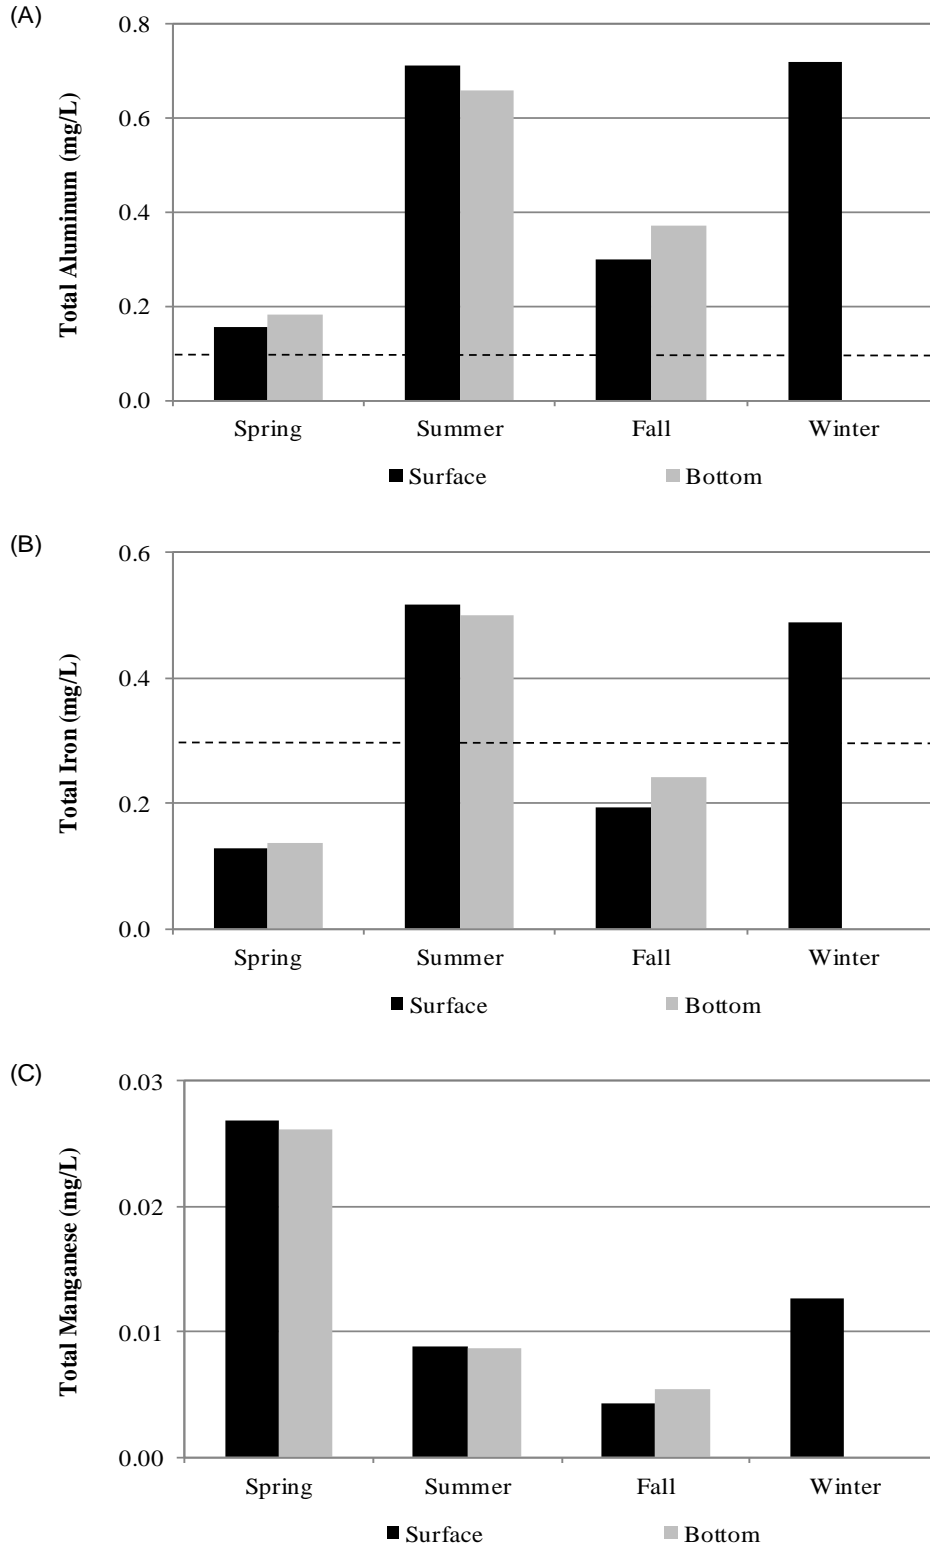 (A)
Total Aluminum (mg/L)
0.8
0.6
0.4
0.2
0.0
Spring Summer Fall Winter
Surface Bottom
(B)
Total Iron (mg/L)
0.6
0.4
0.2
0.0
Spring Summer Fall Winter
Surface Bottom
(C)
Total Manganese (mg/L)
0.03
0.02
0.01
0.00
Spring Summer Fall Winter
Surface Bottom